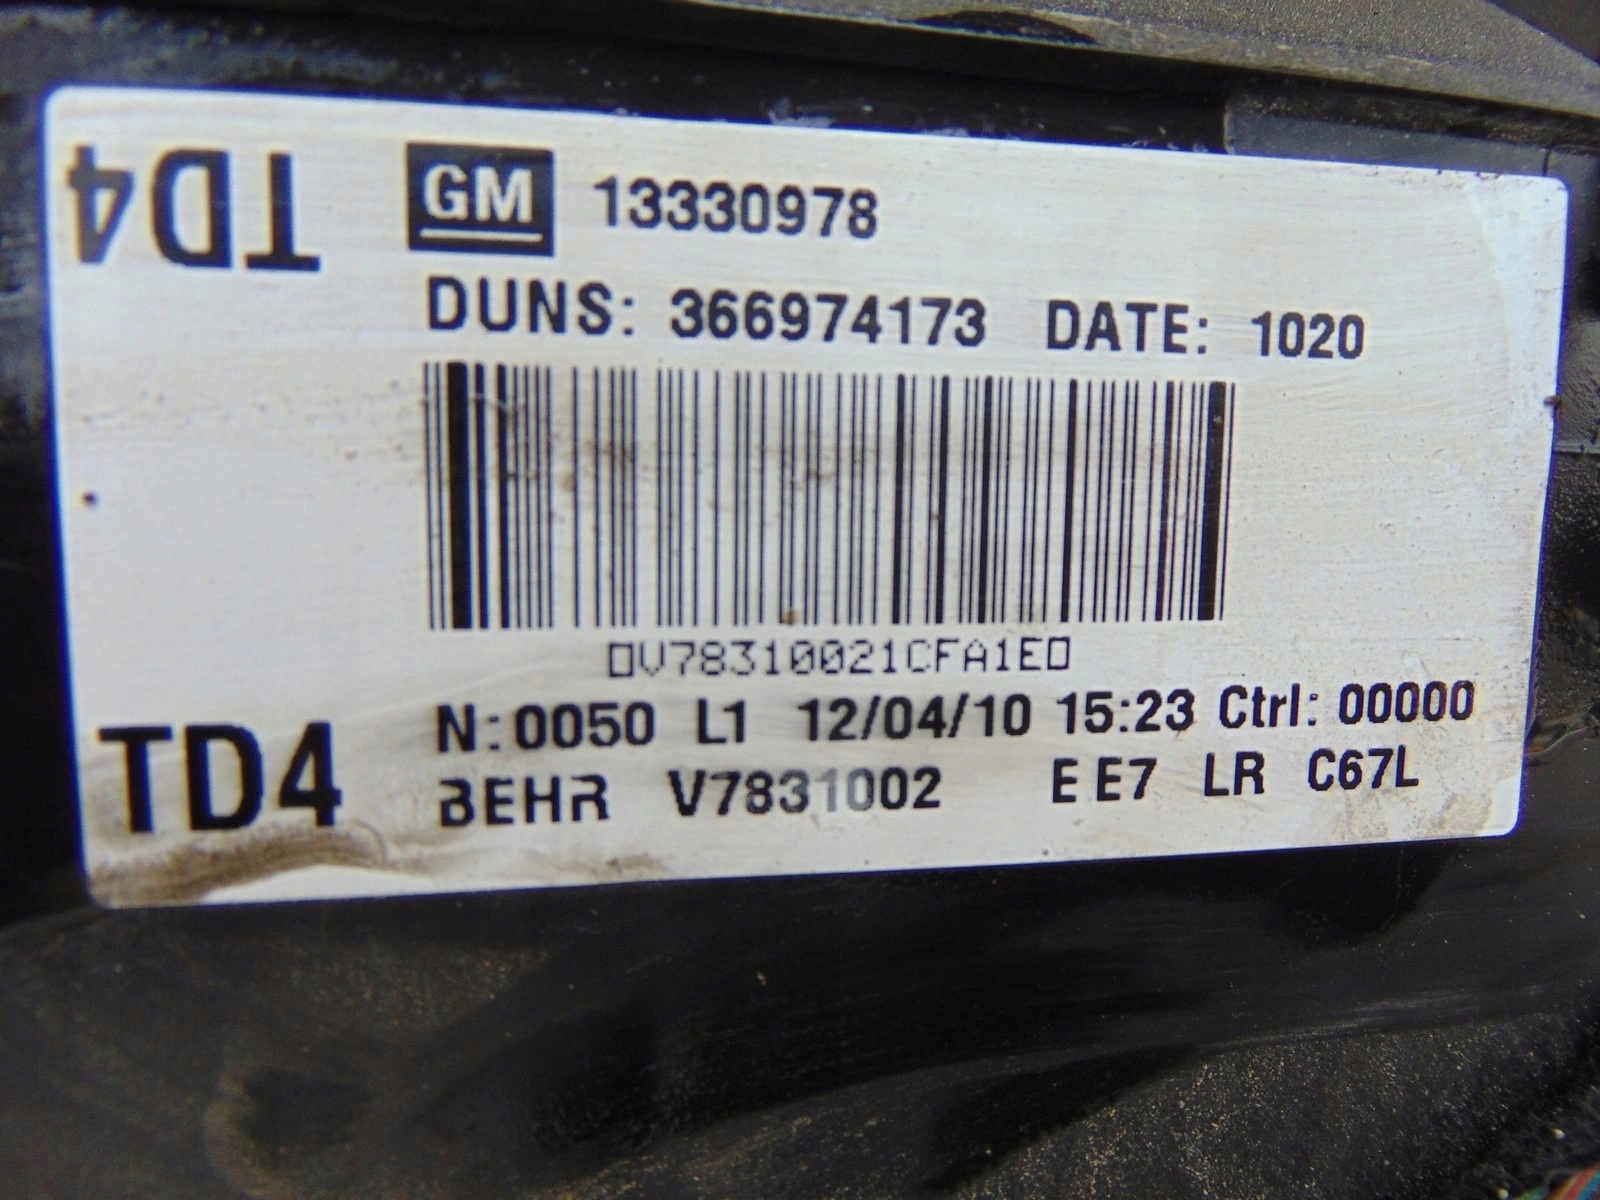 TD4
GM 13330978
DUNS: 366974173 DATE: 1020
V78310021CFA1E
N:0050 L1 12/04/10 15:23 Ctrl: 00000
TD4
BEHR V7831002 E E7 LR C67L